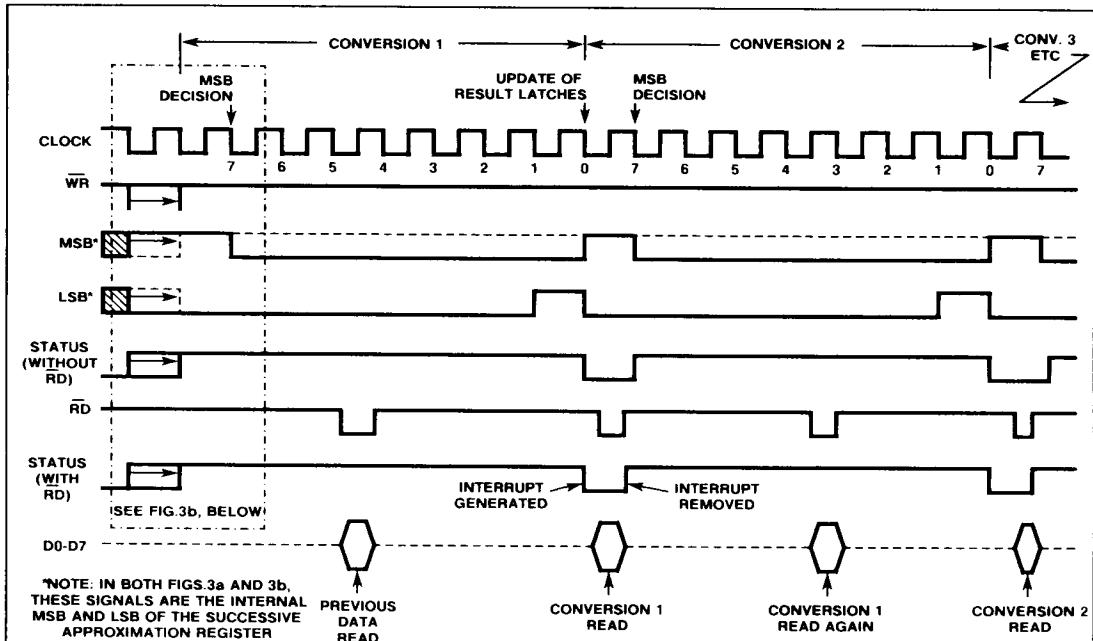 CONVERSION 1
CONVERSION 2
CONV. 3
ETC
MSB
DECISION
UPDATE OF
RESULT LATCHES
MSB
DECISION
CLOCK
7 6 5 4 3 2 1 0 7 6 5 4 3 2 1 0 7
W̅R̅
MSB*
LSB*
STATUS
(WITHOUT
R̅D̅)
R̅D̅
STATUS
(WITH
R̅D̅)
INTERRUPT
GENERATED
INTERRUPT
REMOVED
SEE FIG.3b, BELOW
D0-D7
*NOTE: IN BOTH FIGS.3a AND 3b,
THESE SIGNALS ARE THE INTERNAL
MSB AND LSB OF THE SUCCESSIVE
APPROXIMATION REGISTER
PREVIOUS
DATA
READ
CONVERSION 1
READ
CONVERSION 1
READ AGAIN
CONVERSION 2
READ